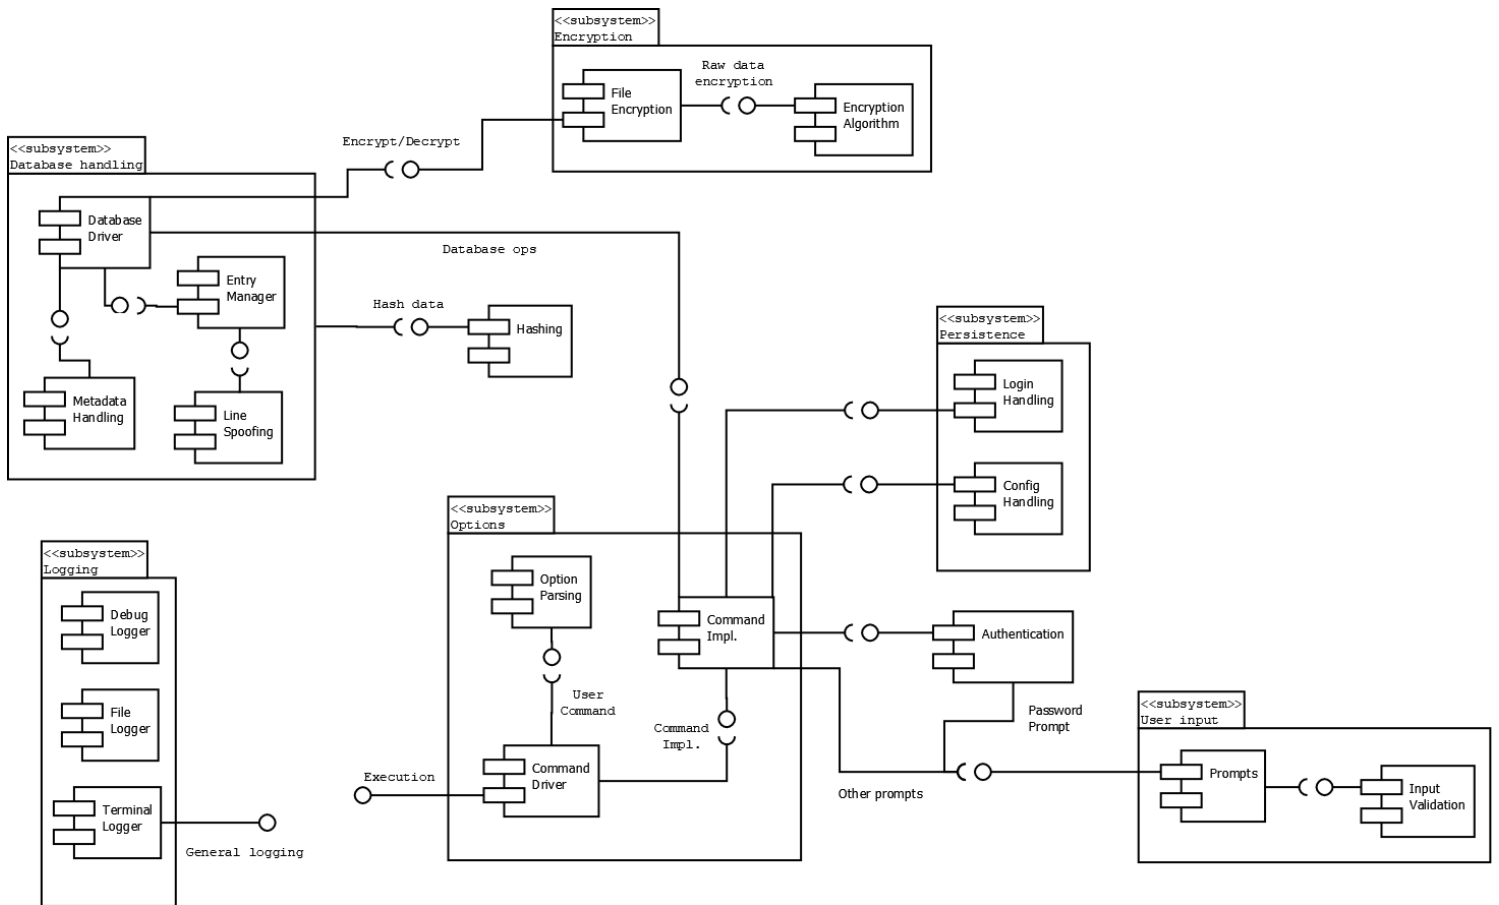 <<subsystem>>
Encryption
Raw data
encryption
File
Encryption
Encryption
Algorithm
Encrypt/Decrypt
<<subsystem>>
Database handling
Database
Driver
Entry
Manager
Metadata
Handling
Line
Spoofing
Database ops
Hash data
Hashing
<<subsystem>>
Persistence
Login
Handling
Config
Handling
<<subsystem>>
Options
Option
Parsing
User
Command
Command
Impl.
Command
Impl.
Command
Driver
Execution
<<subsystem>>
Logging
Debug
Logger
File
Logger
Terminal
Logger
General logging
Authentication
Password
Prompt
Other prompts
<<subsystem>>
User input
Prompts
Input
Validation